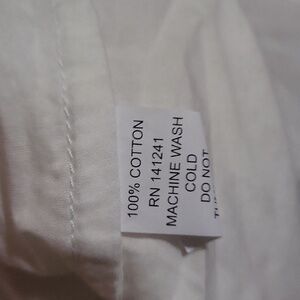 100% COTTON
RN 141241
MACHINE WASH
COLD
DO NOT